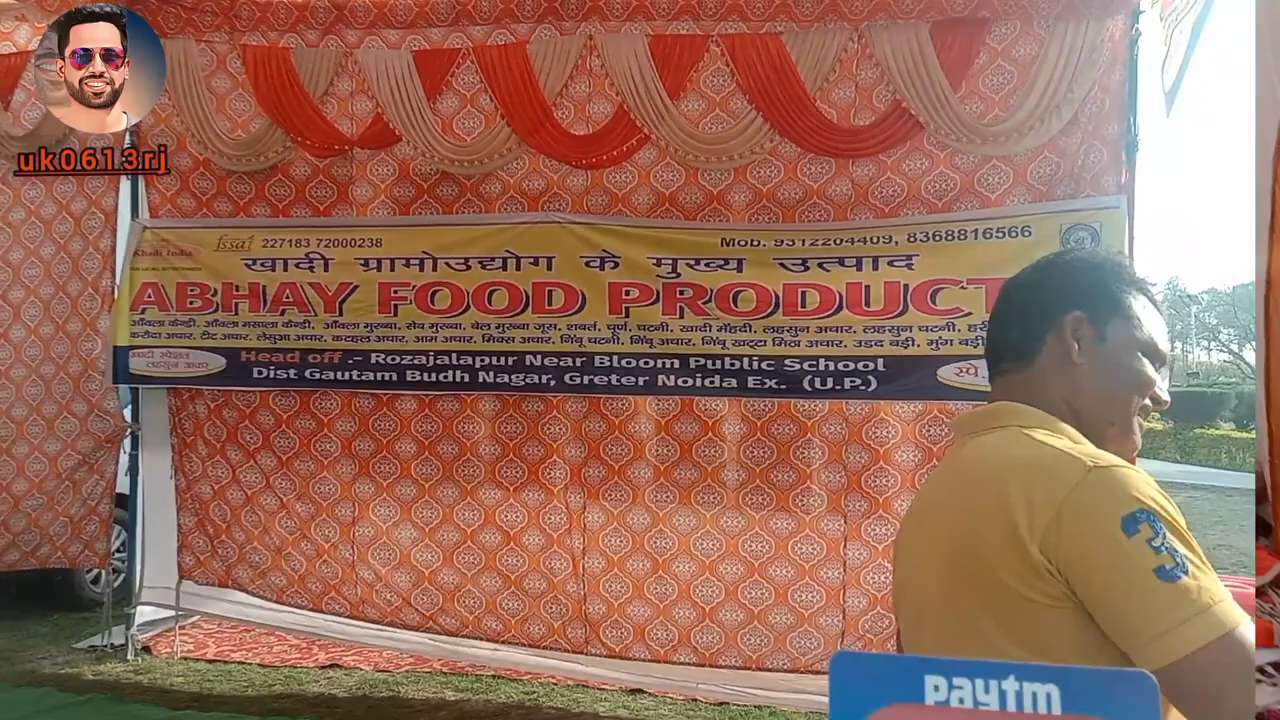 uk0613rj
Khadi India
fssai 227183 72000238
Mob. 9312204409, 8368816566
खादी ग्रामोउद्योग के मुख्य उत्पाद
ABHAY FOOD PRODUCT
आँवला केन्डी, आँवला मसाला केन्डी, आँवला मुरब्बा, सेव मुरब्बा, बेल मुरब्बा जूस, शबर्त, चूर्ण, चटनी, खादी मेंहदी, लहसुन अचार, लहसुन चटनी, हरी
करौंदा अचार, टीट अचार, लेसुआ अचार, कटहल अचार, आम अचार, मिक्स अचार, निंबू चटनी, निंबू अचार, निंबू खट्टा मिठा अचार, उडद बड़ी, मुंग बड़ी
खादी स्पेशल
लहसुन अचार
Head off .- Rozajalapur Near Bloom Public School
Dist Gautam Budh Nagar, Greter Noida Ex. (U.P.)
स्पे.
3
paytm